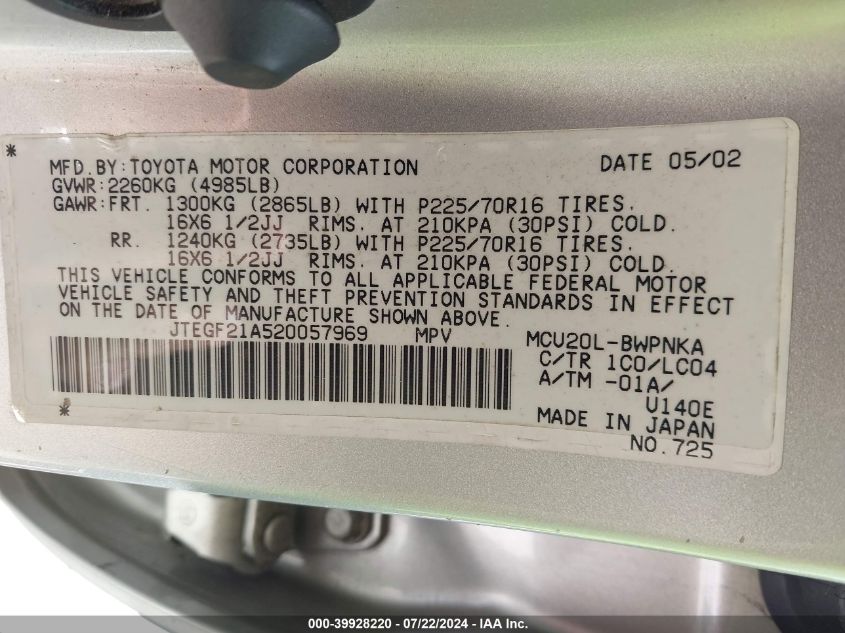 * MFD.BY:TOYOTA MOTOR CORPORATION DATE 05/02
GVWR:2260KG (4985LB)
GAWR:FRT. 1300KG (2865LB) WITH P225/70R16 TIRES.
16X6 1/2JJ RIMS. AT 210KPA (30PSI) COLD.
RR. 1240KG (2735LB) WITH P225/70R16 TIRES.
16X6 1/2JJ RIMS. AT 210KPA (30PSI) COLD.
THIS VEHICLE CONFORMS TO ALL APPLICABLE FEDERAL MOTOR
VEHICLE SAFETY AND THEFT PREVENTION STANDARDS IN EFFECT
ON THE DATE OF MANUFACTURE SHOWN ABOVE.
JTEGF21A520057969 MPV MCU20L-BWPNKA
C/TR 1C0/LC04
A/TM -01A/
U140E
* MADE IN JAPAN
NO.725
000-39928220 - 07/22/2024 - IAA Inc.